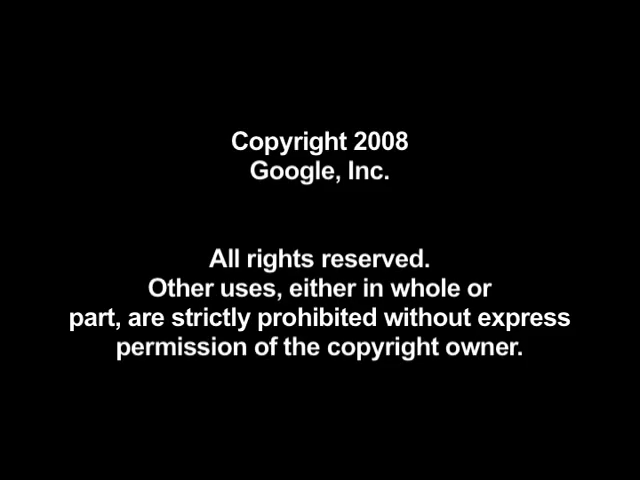 Copyright 2008
Google, Inc.
All rights reserved.
Other uses, either in whole or
part, are strictly prohibited without express
permission of the copyright owner.